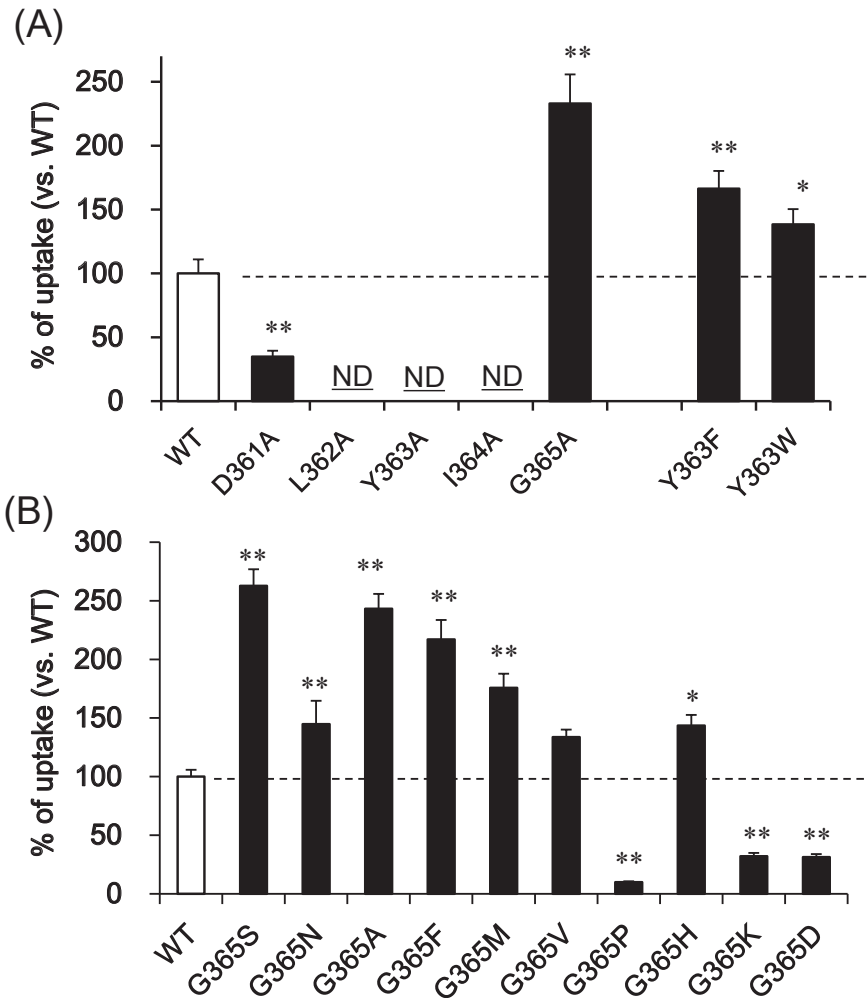 (A)
% of uptake (vs. WT)
250
200
150
100
50
0
**
ND
ND
ND
**
**
*
WT
D361A
L362A
Y363A
I364A
G365A
Y363F
Y363W
(B)
% of uptake (vs. WT)
300
250
200
150
100
50
0
**
**
**
**
**
**
*
**
**
WT
G365S
G365N
G365A
G365F
G365M
G365V
G365P
G365H
G365K
G365D